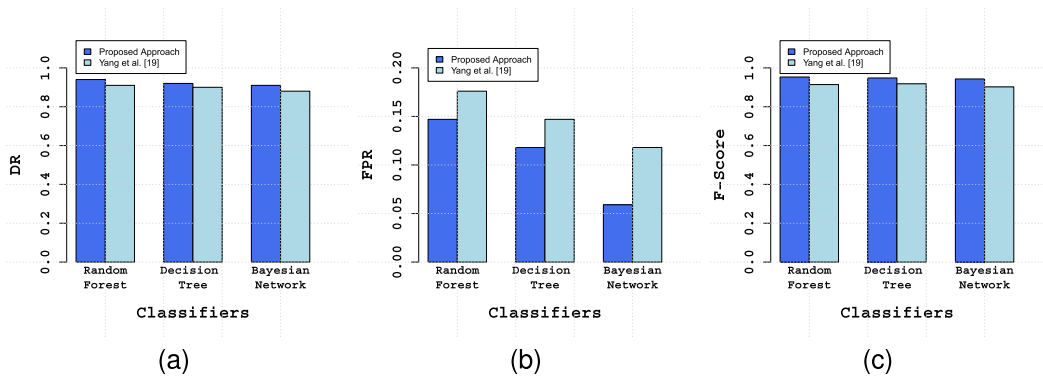 Proposed Approach
Yang et al. [19]
DR
1.0
0.8
0.6
0.4
0.2
0.0
Random Forest
Decision Tree
Bayesian Network
Classifiers
(a)
Proposed Approach
Yang et al. [19]
FPR
0.20
0.15
0.10
0.05
0.00
Random Forest
Decision Tree
Bayesian Network
Classifiers
(b)
Proposed Approach
Yang et al. [19]
F-Score
1.0
0.8
0.6
0.4
0.2
0.0
Random Forest
Decision Tree
Bayesian Network
Classifiers
(c)